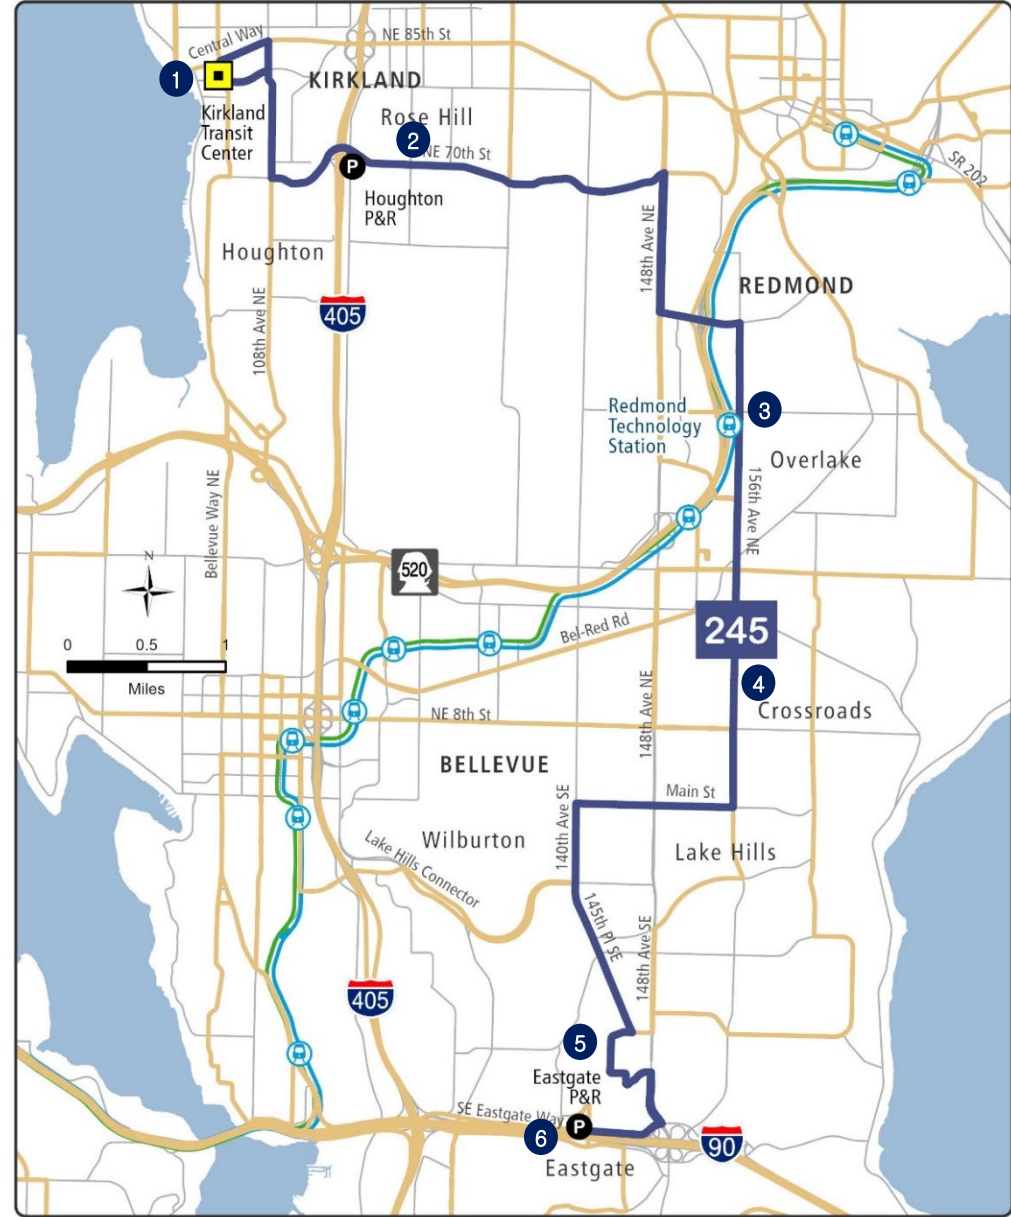 Central Way
NE 85th St
1
KIRKLAND
Kirkland
Transit
Center
Rose Hill
2
NE 70th St
P
Houghton
P&R
SR 202
148th Ave NE
Houghton
REDMOND
405
108th Ave NE
Redmond
Technology
Station
3
Overlake
156th Ave NE
Bellevue Way NE
N
520
0 0.5 1
Miles
245
Bel-Red Rd
4
Crossroads
148th Ave NE
NE 8th St
BELLEVUE
Main St
140th Ave SE
Wilburton
Lake Hills Connector
Lake Hills
145th Pl SE
148th Ave SE
405
5
Eastgate
P&R
SE Eastgate Way
P
6
90
Eastgate